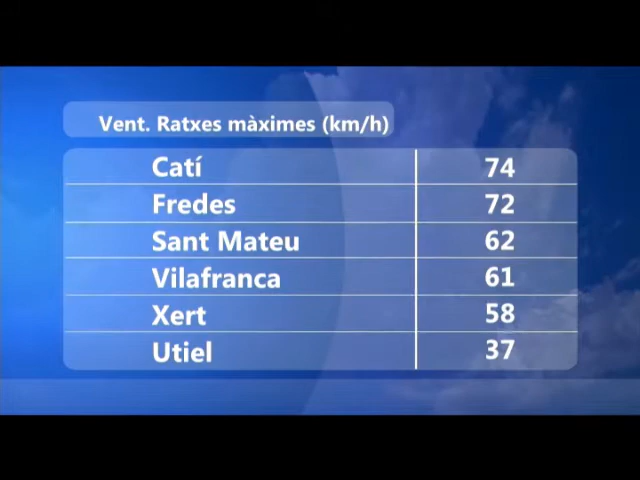 Vent. Ratxes màximes (km/h)
Catí 74
Fredes 72
Sant Mateu 62
Vilafranca 61
Xert 58
Utiel 37